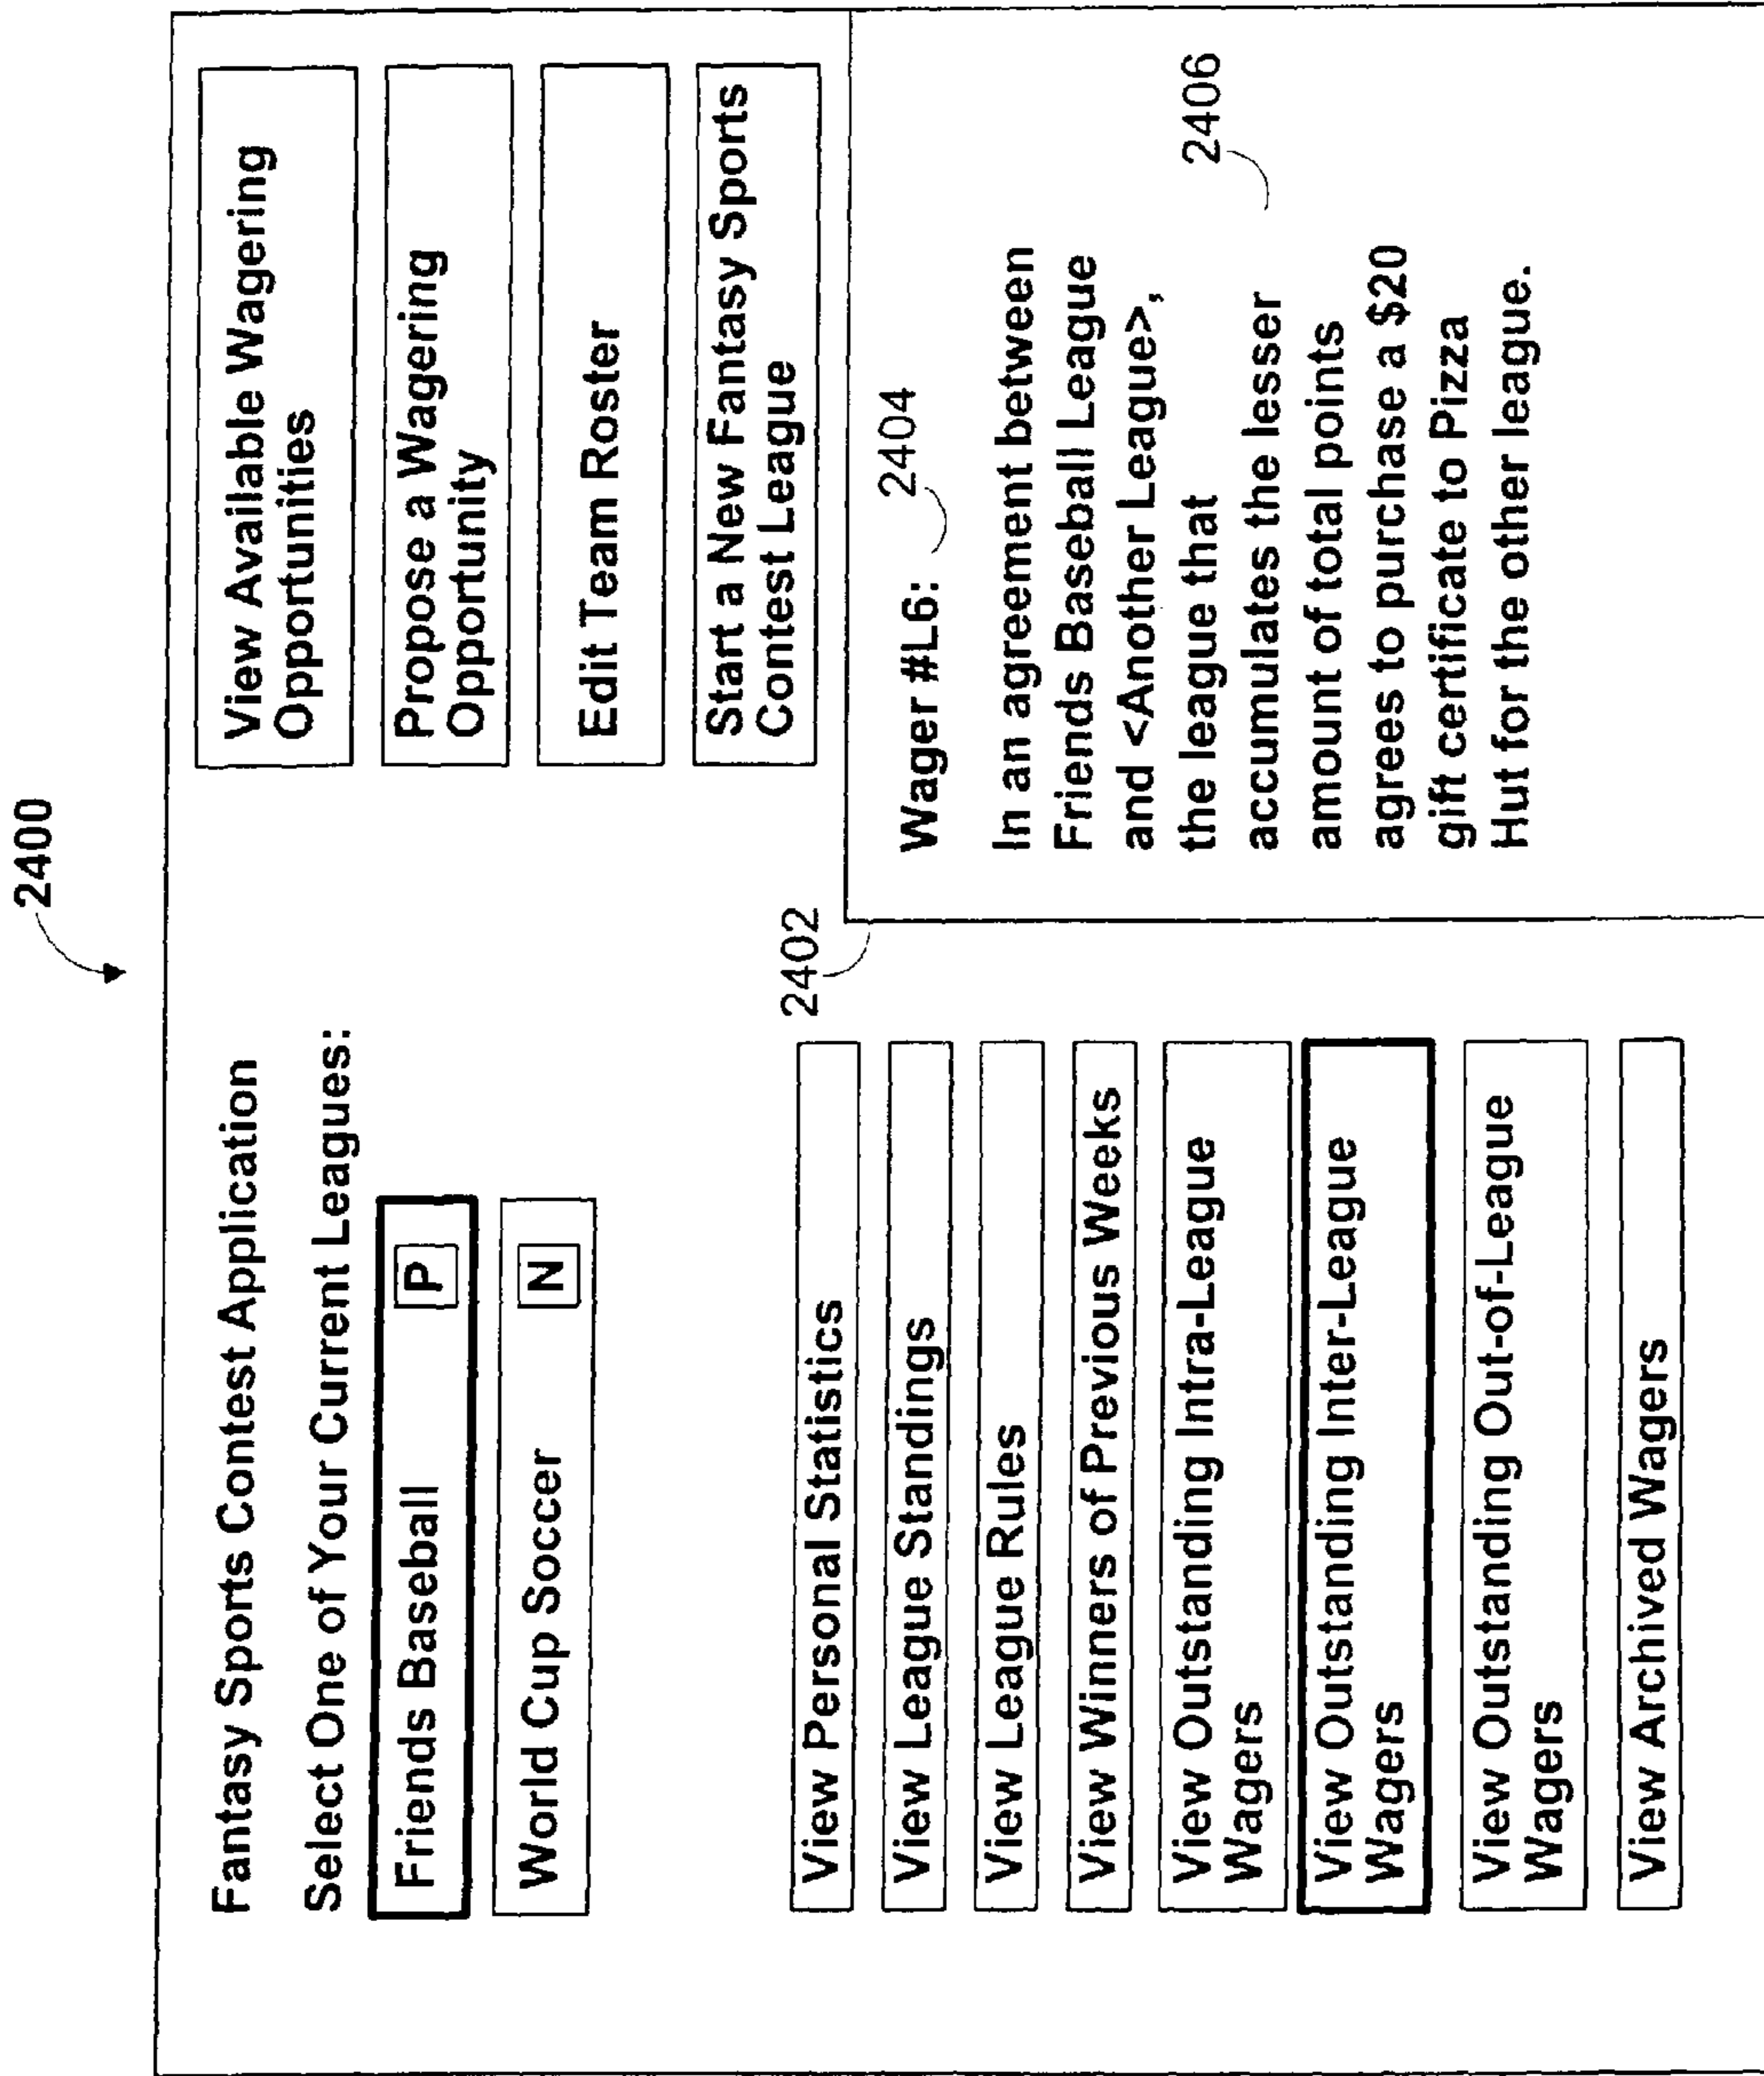 2400
Fantasy Sports Contest Application
Select One of Your Current Leagues:
Friends Baseball P
World Cup Soccer N
View Available Wagering
Opportunities
Propose a Wagering
Opportunity
Edit Team Roster
Start a New Fantasy Sports
Contest League
2402
View Personal Statistics
View League Standings
View League Rules
View Winners of Previous Weeks
View Outstanding Intra-League
Wagers
View Outstanding Inter-League
Wagers
View Outstanding Out-of-League
Wagers
View Archived Wagers
Wager #L6: 2404
In an agreement between
Friends Baseball League
and <Another League>,
the league that
accumulates the lesser
amount of total points
agrees to purchase a $20
gift certificate to Pizza
Hut for the other league.
2406